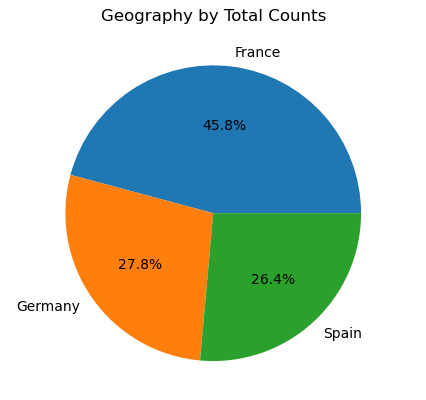 Geography by Total Counts
France
45.8%
27.8%
26.4%
Germany
Spain